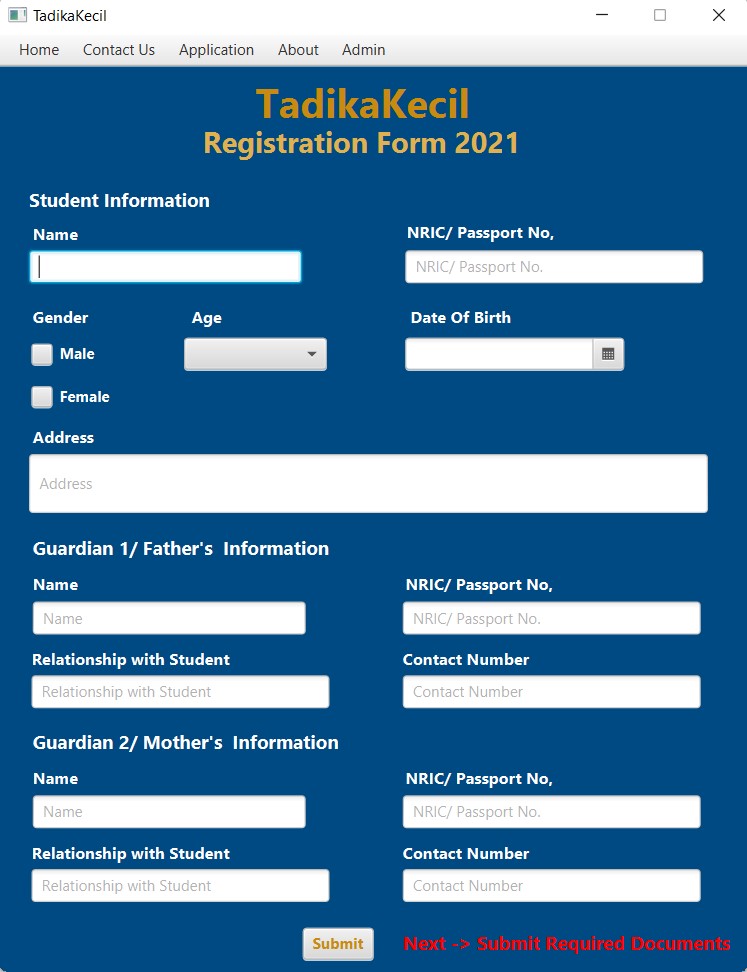 TadikaKecil
Home Contact Us Application About Admin
TadikaKecil
Registration Form 2021
Student Information
Name NRIC/ Passport No,
NRIC/ Passport No.
Gender Age Date Of Birth
Male
Female
Address
Address
Guardian 1/ Father's  Information
Name NRIC/ Passport No,
Name NRIC/ Passport No.
Relationship with Student Contact Number
Relationship with Student Contact Number
Guardian 2/ Mother's  Information
Name NRIC/ Passport No,
Name NRIC/ Passport No.
Relationship with Student Contact Number
Relationship with Student Contact Number
Submit Next -> Submit Required Documents